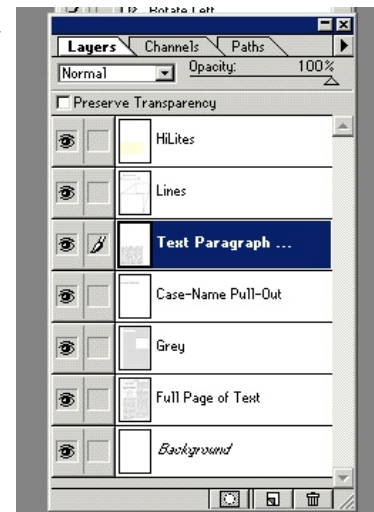 Rotate Left
Layers Channels Paths
Normal Opacity: 100%
Preserve Transparency
HiLites
Lines
Text Paragraph ...
Case-Name Pull-Out
Grey
Full Page of Text
Background